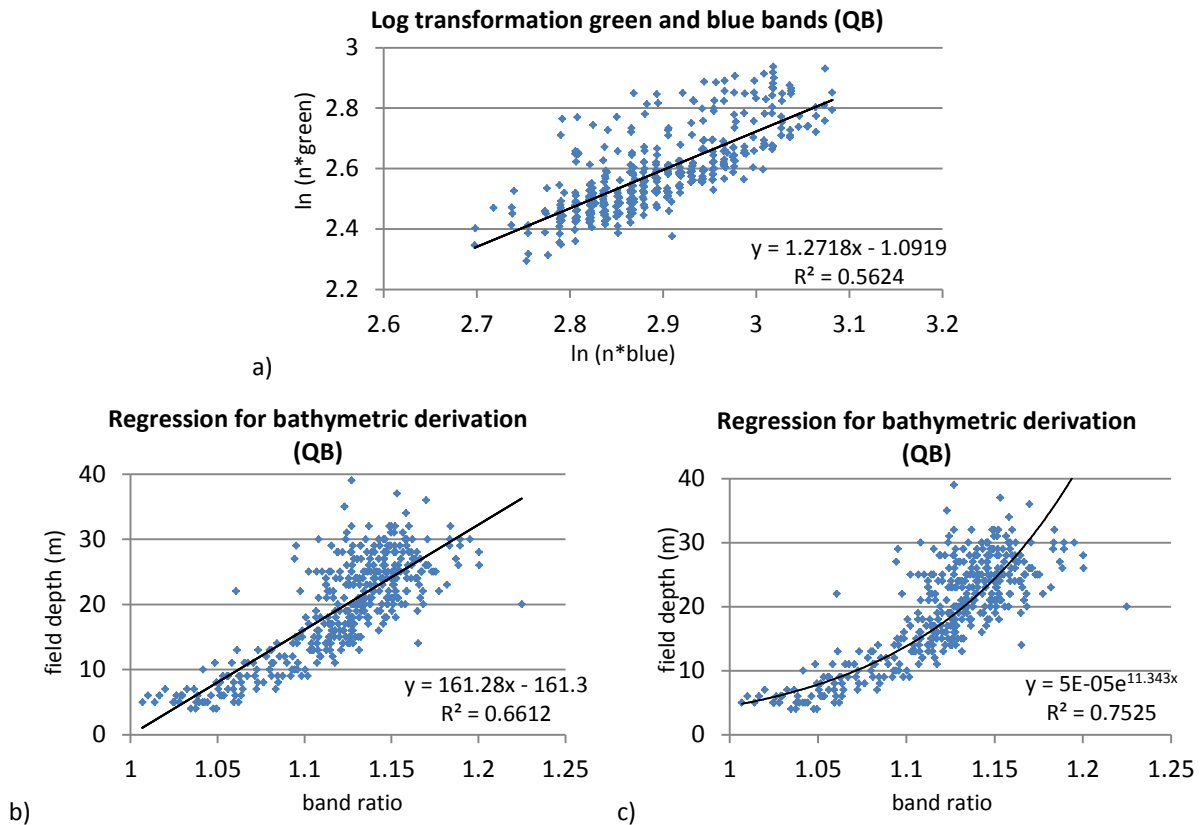 Log transformation green and blue bands (QB)
3
2.8
2.6
2.4
2.2
ln (n*green)
y = 1.2718x - 1.0919
R² = 0.5624
2.6 2.7 2.8 2.9 3 3.1 3.2
ln (n*blue)
a)
Regression for bathymetric derivation
(QB)
40
30
20
10
0
field depth (m)
y = 161.28x - 161.3
R² = 0.6612
1 1.05 1.1 1.15 1.2 1.25
band ratio
b)
Regression for bathymetric derivation
(QB)
40
30
20
10
0
field depth (m)
y = 5E-05e^11.343x
R² = 0.7525
1 1.05 1.1 1.15 1.2 1.25
band ratio
c)